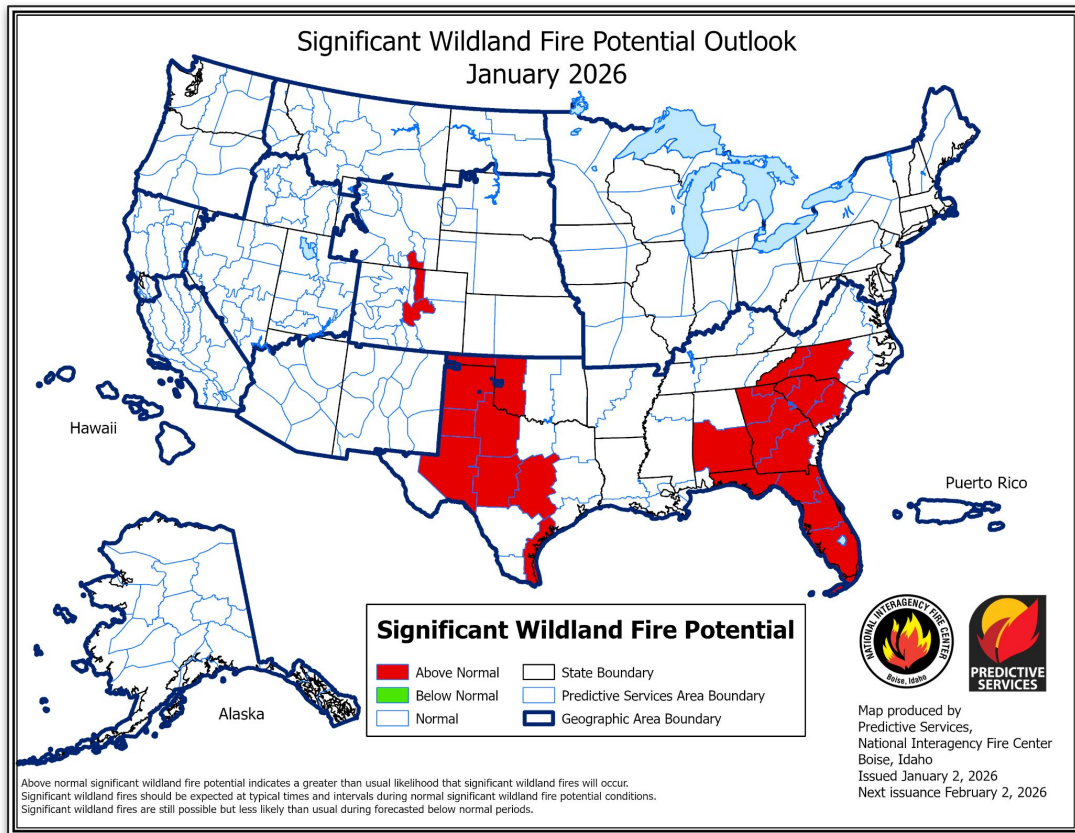 Significant Wildland Fire Potential Outlook
January 2026
Hawaii
Puerto Rico
Alaska
Significant Wildland Fire Potential
Above Normal
Below Normal
Normal
State Boundary
Predictive Services Area Boundary
Geographic Area Boundary
NATIONAL INTERAGENCY FIRE CENTER
Boise, Idaho
PREDICTIVE
SERVICES
Map produced by
Predictive Services,
National Interagency Fire Center
Boise, Idaho
Issued January 2, 2026
Next issuance February 2, 2026
Above normal significant wildland fire potential indicates a greater than usual likelihood that significant wildland fires will occur.
Significant wildland fires should be expected at typical times and intervals during normal significant wildland fire potential conditions.
Significant wildland fires are still possible but less likely than usual during forecasted below normal periods.